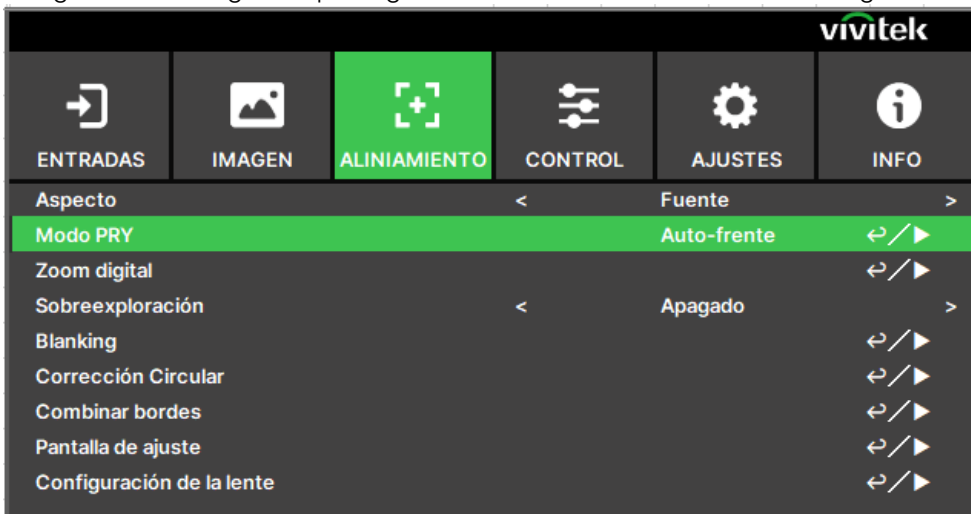 vivitek
ENTRADAS IMAGEN ALINIAMIENTO CONTROL AJUSTES INFO
Aspecto < Fuente >
Modo PRY Auto-frente
Zoom digital
Sobreexploración < Apagado >
Blanking
Corrección Circular
Combinar bordes
Pantalla de ajuste
Configuración de la lente